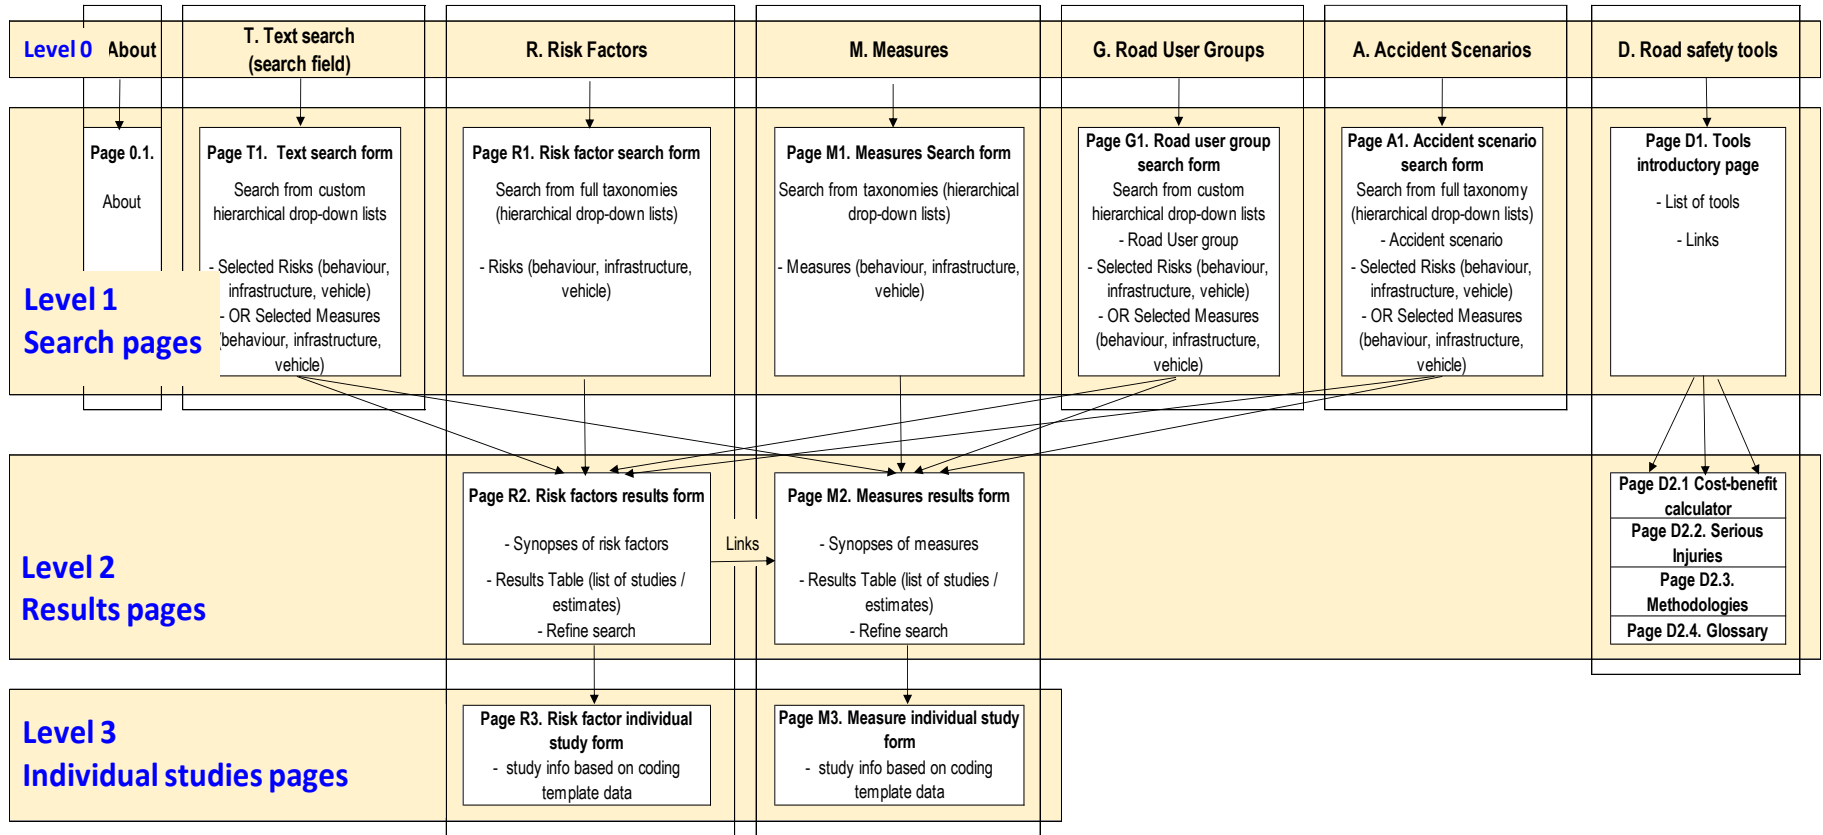 Level 0
About
T. Text search
(search field)
R. Risk Factors
M. Measures
G. Road User Groups
A. Accident Scenarios
D. Road safety tools
Level 1
Search pages
Page 0.1.
About
Page T1. Text search form
Search from custom
hierarchical drop-down lists
- Selected Risks (behaviour,
infrastructure, vehicle)
- OR Selected Measures
(behaviour, infrastructure,
vehicle)
Page R1. Risk factor search form
Search from full taxonomies
(hierarchical drop-down lists)
- Risks (behaviour, infrastructure,
vehicle)
Page M1. Measures Search form
Search from taxonomies (hierarchical
drop-down lists)
- Measures (behaviour, infrastructure,
vehicle)
Page G1. Road user group
search form
Search from custom
hierarchical drop-down lists
- Road User group
- Selected Risks (behaviour,
infrastructure, vehicle)
- OR Selected Measures
(behaviour, infrastructure,
vehicle)
Page A1. Accident scenario
search form
Search from full taxonomy
(hierarchical drop-down lists)
- Accident scenario
- Selected Risks (behaviour,
infrastructure, vehicle)
- OR Selected Measures
(behaviour, infrastructure,
vehicle)
Page D1. Tools
introductory page
- List of tools
- Links
Level 2
Results pages
Page R2. Risk factors results form
- Synopses of risk factors
- Results Table (list of studies /
estimates)
- Refine search
Links
Page M2. Measures results form
- Synopses of measures
- Results Table (list of studies /
estimates)
- Refine search
Page D2.1 Cost-benefit
calculator
Page D2.2. Serious
Injuries
Page D2.3.
Methodologies
Page D2.4. Glossary
Level 3
Individual studies pages
Page R3. Risk factor individual
study form
- study info based on coding
template data
Page M3. Measure individual study
form
- study info based on coding
template data